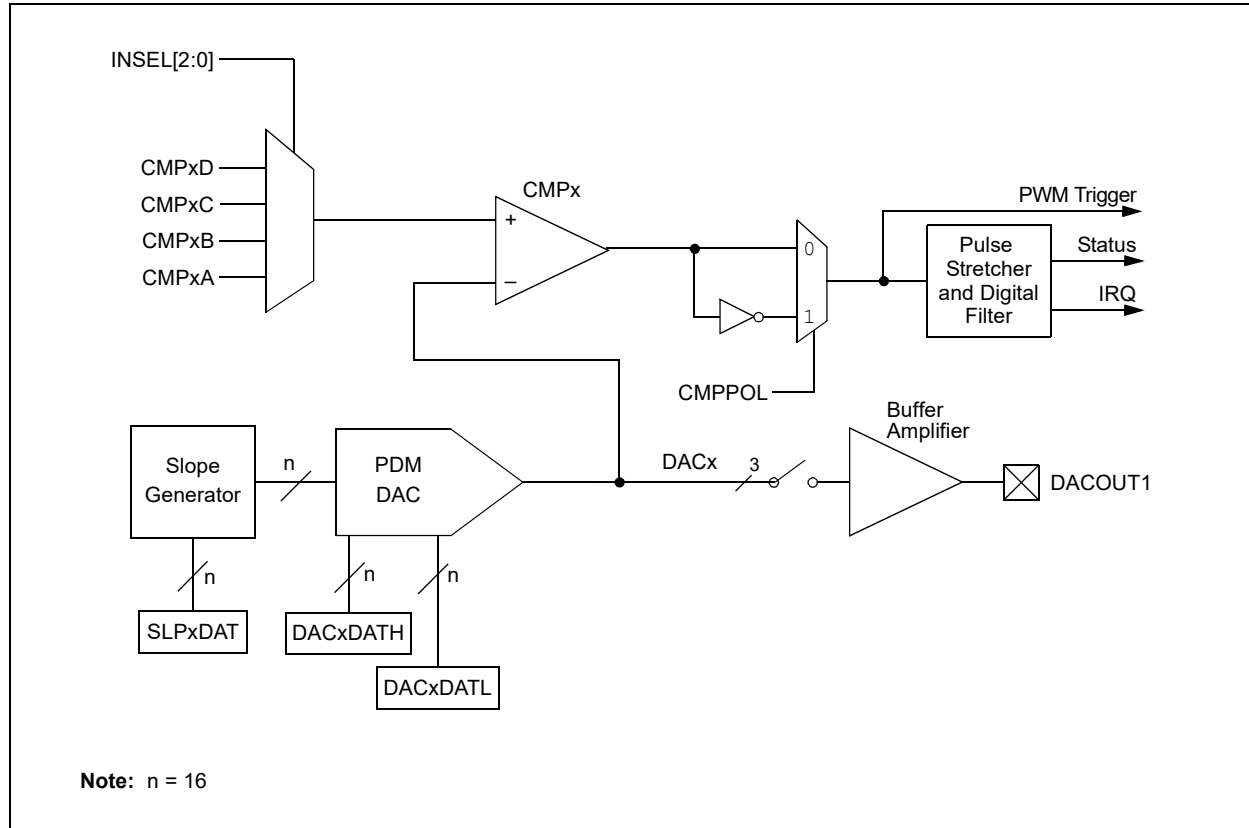 INSEL[2:0]
CMPxD
CMPxC
CMPxB
CMPxA
CMPx
+
–
0
1
CMPPOL
PWM Trigger
Pulse
Stretcher
and Digital
Filter
Status
IRQ
Slope
Generator
n
PDM
DAC
DACx
3
Buffer
Amplifier
DACOUT1
n
n
n
SLPxDAT
DACxDATH
DACxDATL
Note: n = 16